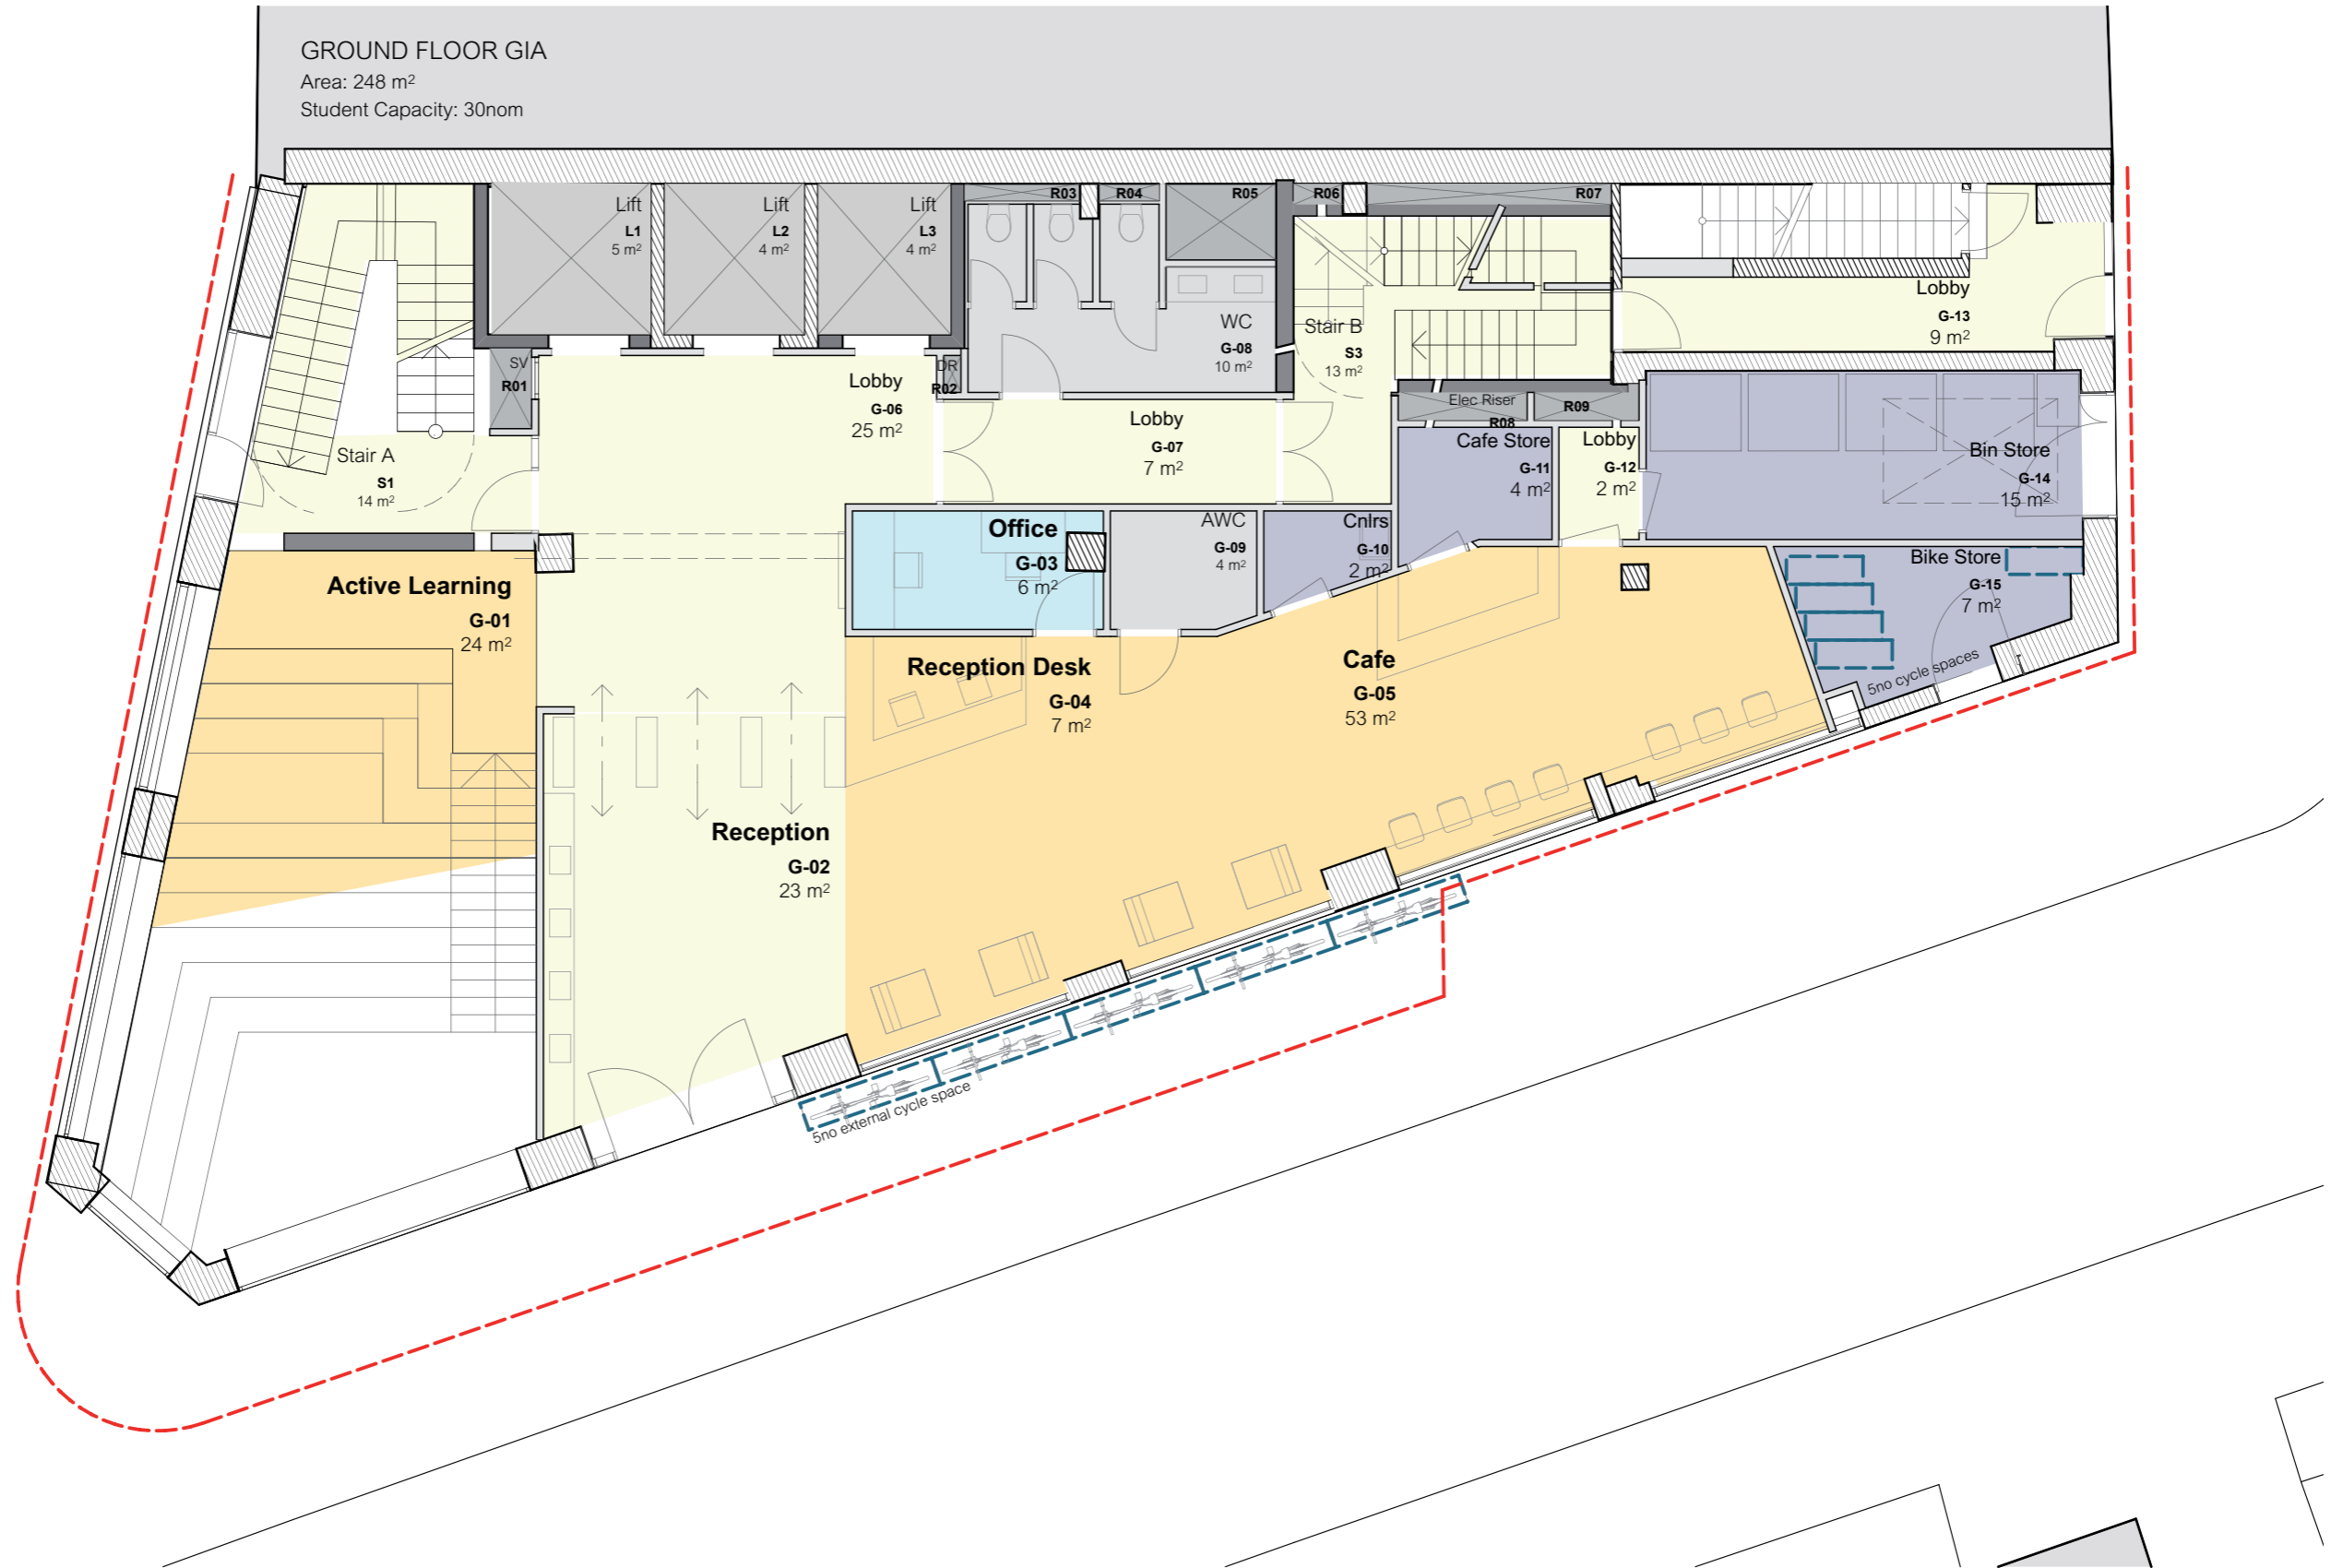 GROUND FLOOR GIA
Area: 248 m²
Student Capacity: 30nom
Lift
L1
5 m²
Lift
L2
4 m²
Lift
L3
4 m²
R03
R04
R05
R06
R07
SV
R01
DR
R02
WC
G-08
10 m²
Stair B
S3
13 m²
Lobby
G-13
9 m²
Lobby
G-06
25 m²
Lobby
G-07
7 m²
Elec Riser
R08
R09
Cafe Store
G-11
4 m²
Lobby
G-12
2 m²
Bin Store
G-14
15 m²
Stair A
S1
14 m²
Office
G-03
6 m²
AWC
G-09
4 m²
Cnlrs
G-10
2 m²
Bike Store
G-15
7 m²
5no cycle spaces
Active Learning
G-01
24 m²
Reception Desk
G-04
7 m²
Cafe
G-05
53 m²
Reception
G-02
23 m²
5no external cycle space